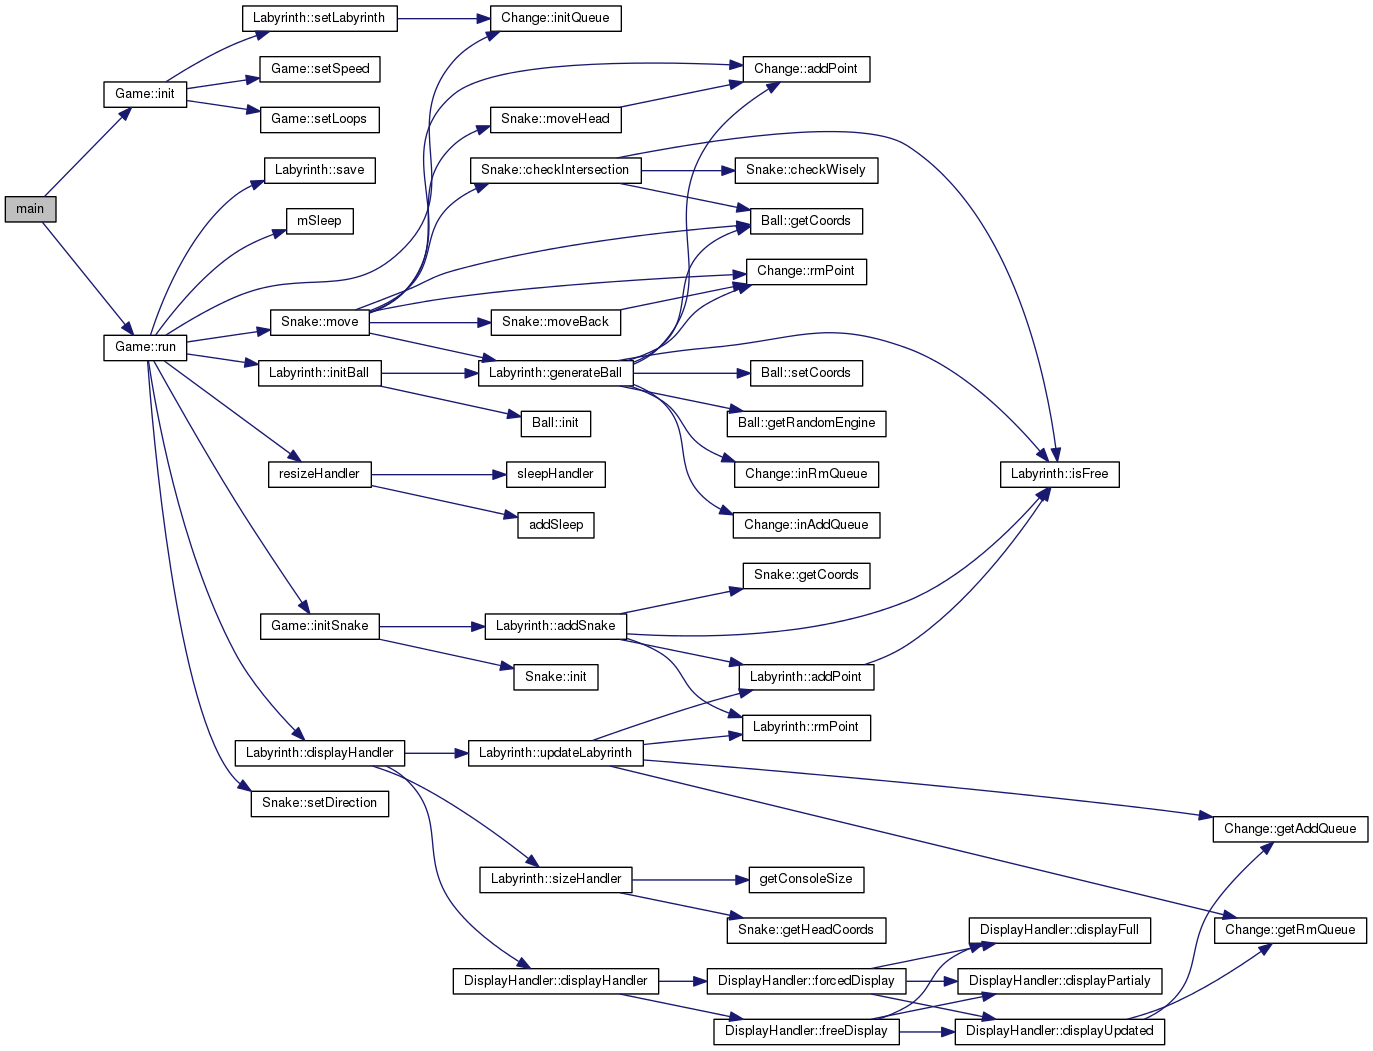 Labyrinth::setLabyrinth
Change::initQueue
Game::setSpeed
Change::addPoint
Game::init
Game::setLoops
Snake::moveHead
Labyrinth::save
Snake::checkIntersection
Snake::checkWisely
main
mSleep
Ball::getCoords
Change::rmPoint
Snake::move
Snake::moveBack
Game::run
Labyrinth::initBall
Labyrinth::generateBall
Ball::setCoords
Ball::init
Ball::getRandomEngine
resizeHandler
sleepHandler
Change::inRmQueue
Labyrinth::isFree
addSleep
Change::inAddQueue
Snake::getCoords
Game::initSnake
Labyrinth::addSnake
Snake::init
Labyrinth::addPoint
Labyrinth::rmPoint
Labyrinth::displayHandler
Labyrinth::updateLabyrinth
Snake::setDirection
Change::getAddQueue
Labyrinth::sizeHandler
getConsoleSize
Snake::getHeadCoords
DisplayHandler::displayFull
Change::getRmQueue
DisplayHandler::displayHandler
DisplayHandler::forcedDisplay
DisplayHandler::displayPartialy
DisplayHandler::freeDisplay
DisplayHandler::displayUpdated